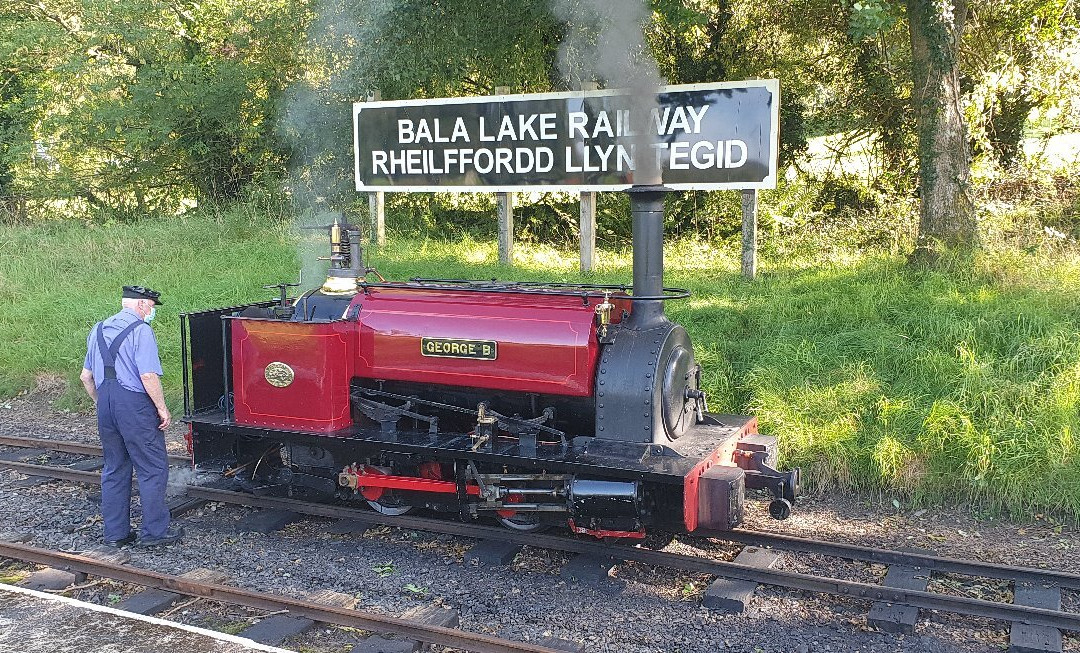 BALA LAKE RAILWAY
RHEILFFORDD LLYN TEGID
GEORGE B